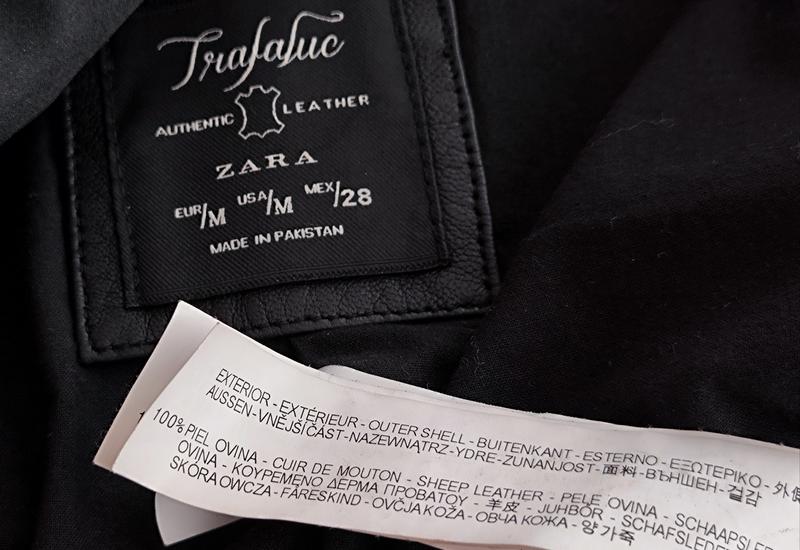 Trafaluc
AUTHENTIC LEATHER
ZARA
EUR/M USA/M MEX/28
MADE IN PAKISTAN
EXTERIOR - EXTÉRIEUR - OUTER SHELL - BUITENKANT - ESTERNO - ΕΞΩΤΕΡΙΚΟ -
AUSSEN - VNĚJŠÍ ČÁST - NAZEWNĄTRZ - YDRE - ZUNANJOST - 面料 - ВЪНШЕН - 겉감
100% PIEL OVINA - CUIR DE MOUTON - SHEEP LEATHER - PELE OVINA - SCHAAPSLE
OVINA - ΚΟΥΡΕΜΕΝΟ ΔΕΡΜΑ ΠΡΟΒΑΤΟΥ - 羊皮 - JUHBŐR - SCHAFSLEDE
SKÓRA OWCZA - FÅRESKIND - OVČJA KOŽA - ОВЧА КОЖА - 양가죽